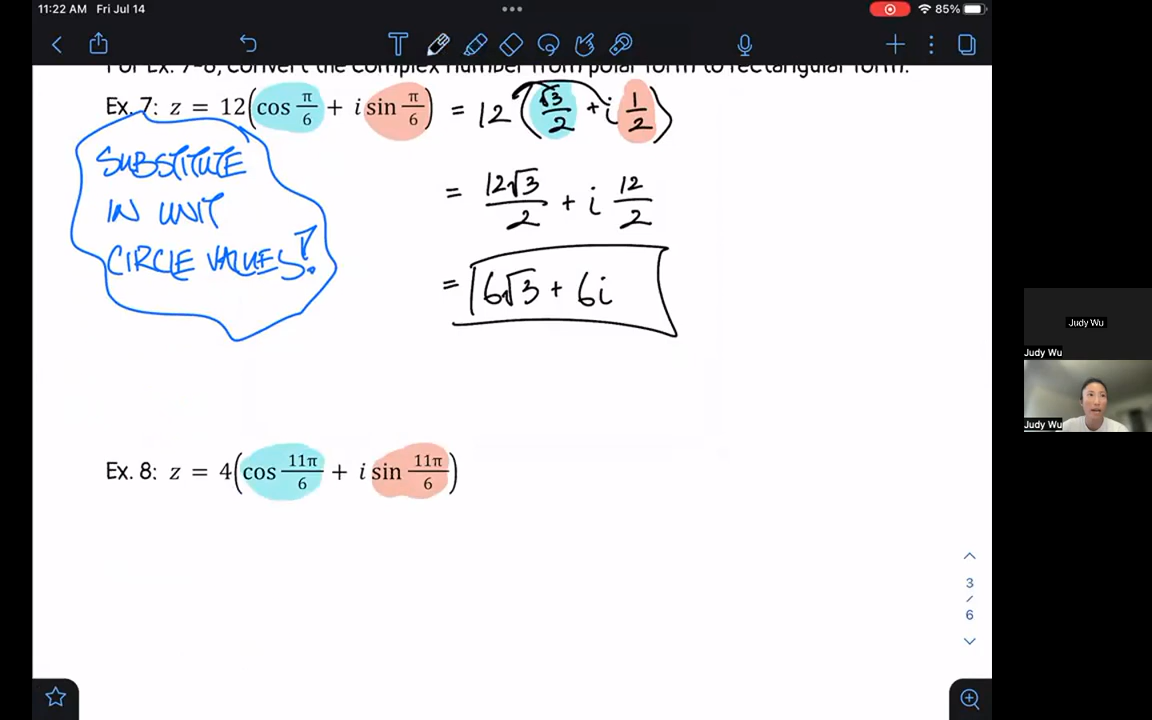 11:22 AM Fri Jul 14
85%
For Ex. 7-8, convert the complex number from polar form to rectangular form.
Ex. 7: z = 12(cos π/6 + i sin π/6) = 12 (√3/2 + i 1/2)
SUBSTITUTE
IN UNIT
CIRCLE VALUES!
= 12√3/2 + i 12/2
= 6√3 + 6i
Ex. 8: z = 4(cos 11π/6 + i sin 11π/6)
T
3
/
6
Judy Wu
Judy Wu
Judy Wu